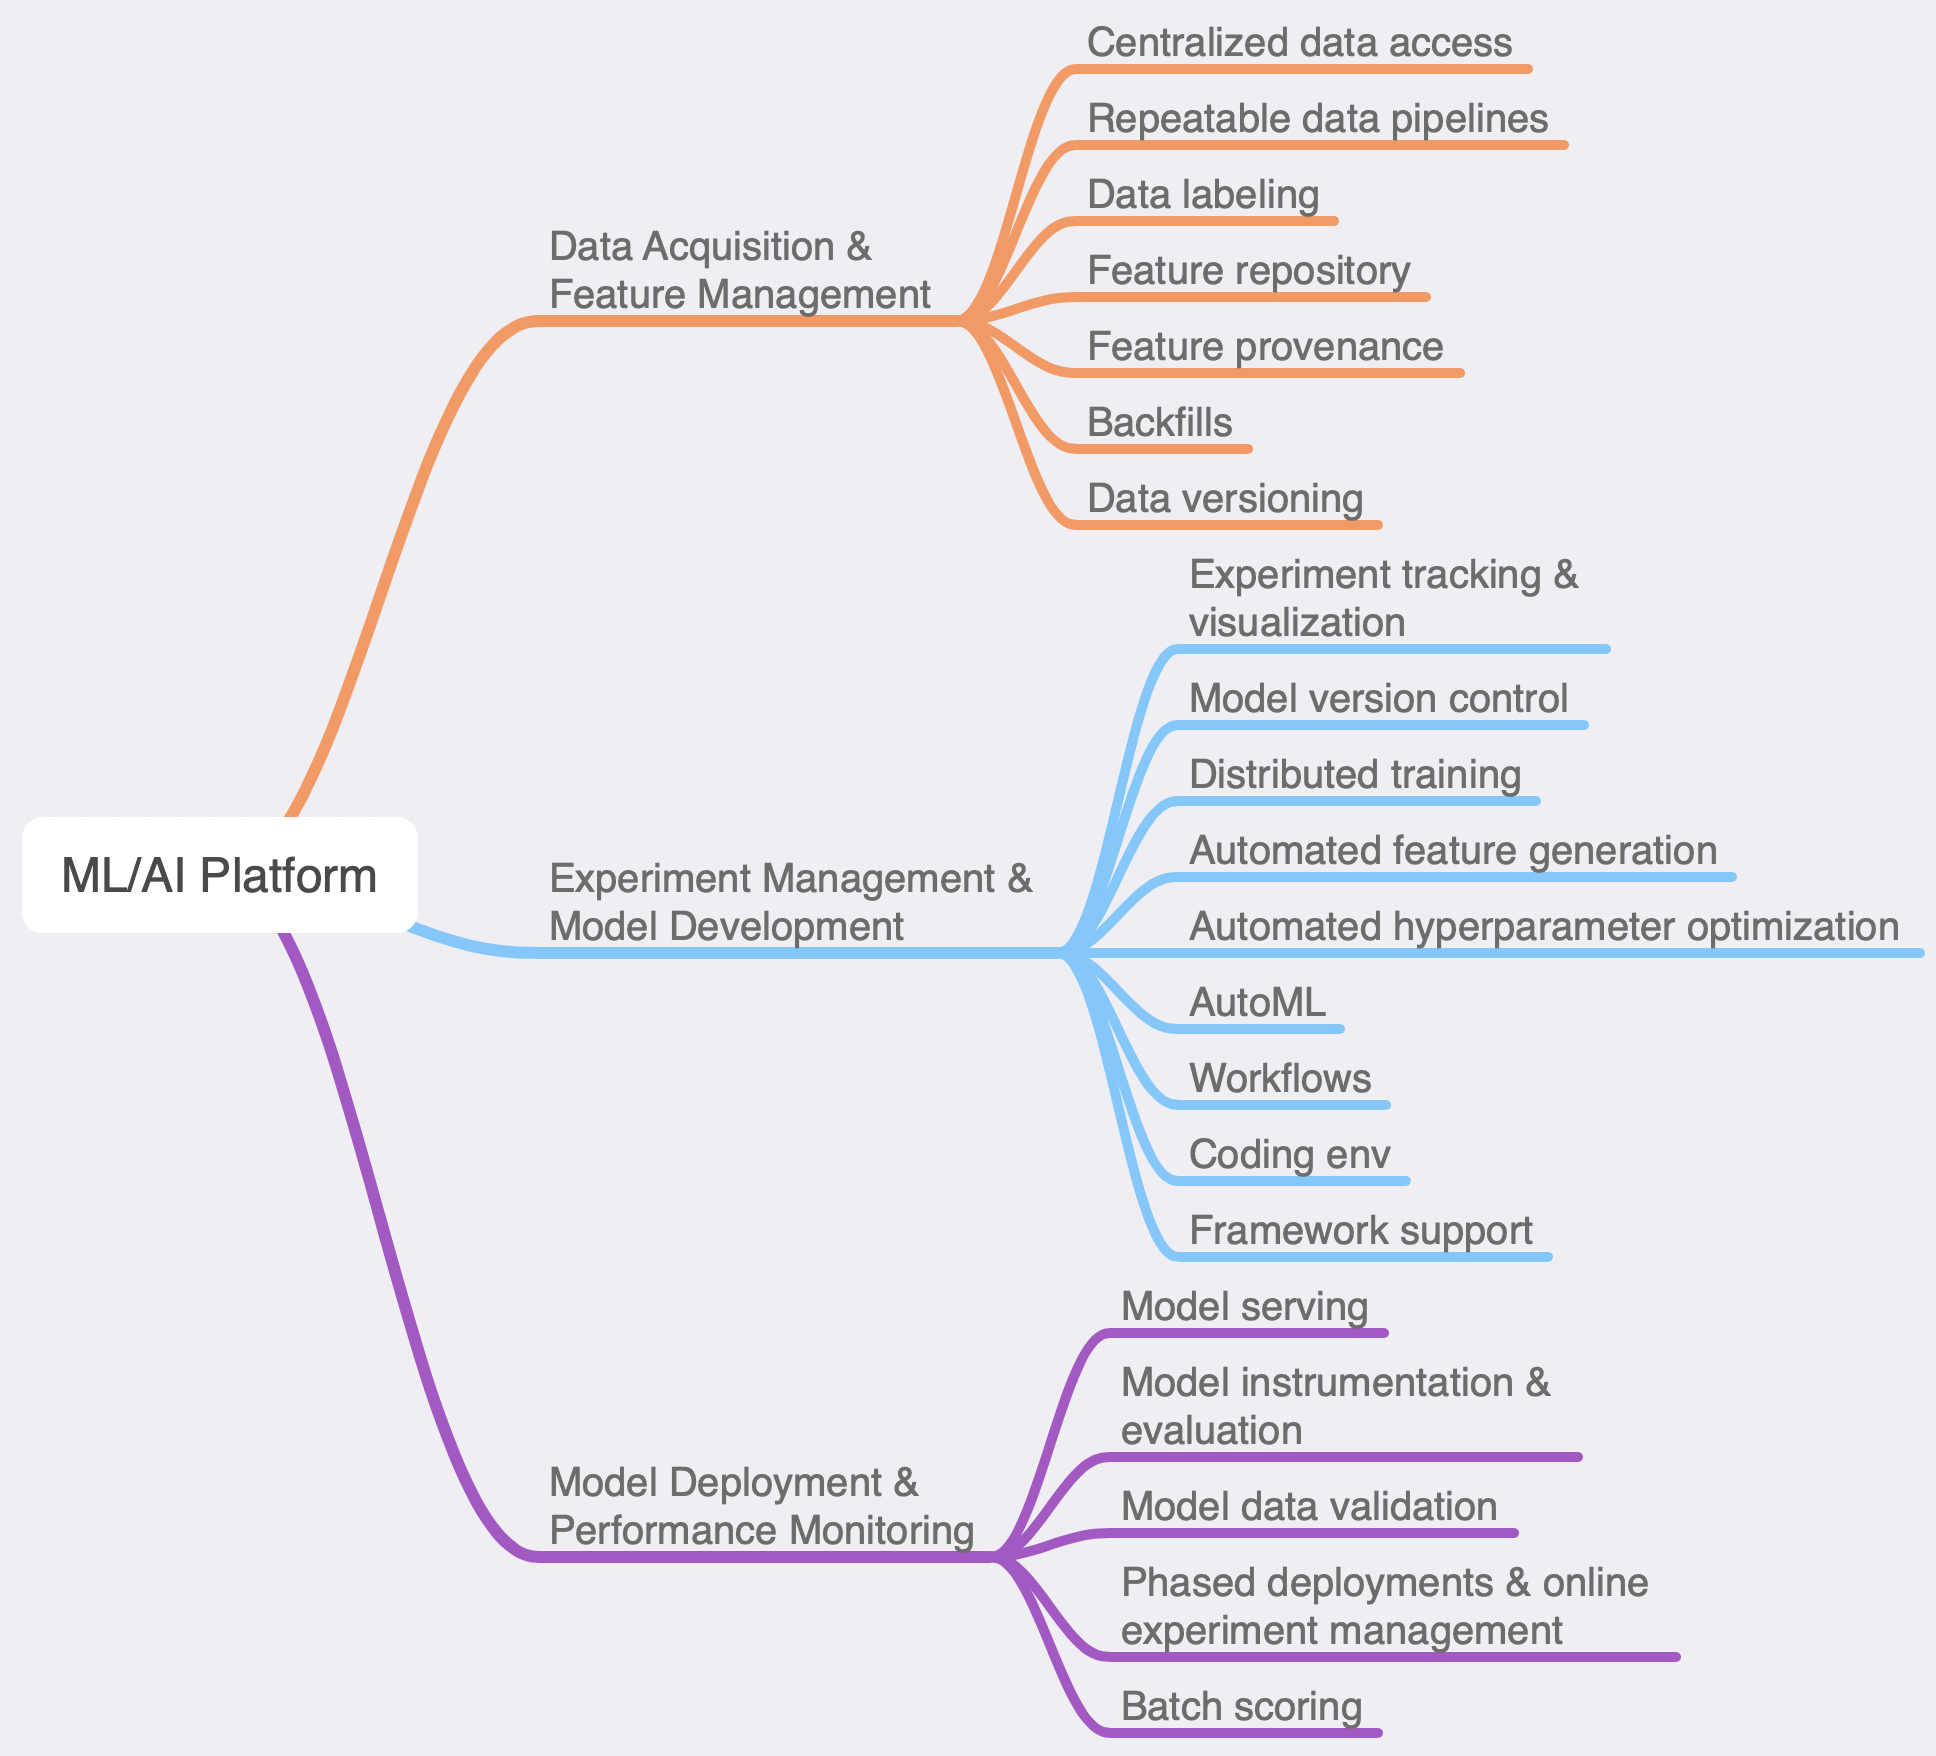 ML/AI Platform
Data Acquisition &
Feature Management
Centralized data access
Repeatable data pipelines
Data labeling
Feature repository
Feature provenance
Backfills
Data versioning
Experiment Management &
Model Development
Experiment tracking &
visualization
Model version control
Distributed training
Automated feature generation
Automated hyperparameter optimization
AutoML
Workflows
Coding env
Framework support
Model Deployment &
Performance Monitoring
Model serving
Model instrumentation &
evaluation
Model data validation
Phased deployments & online
experiment management
Batch scoring